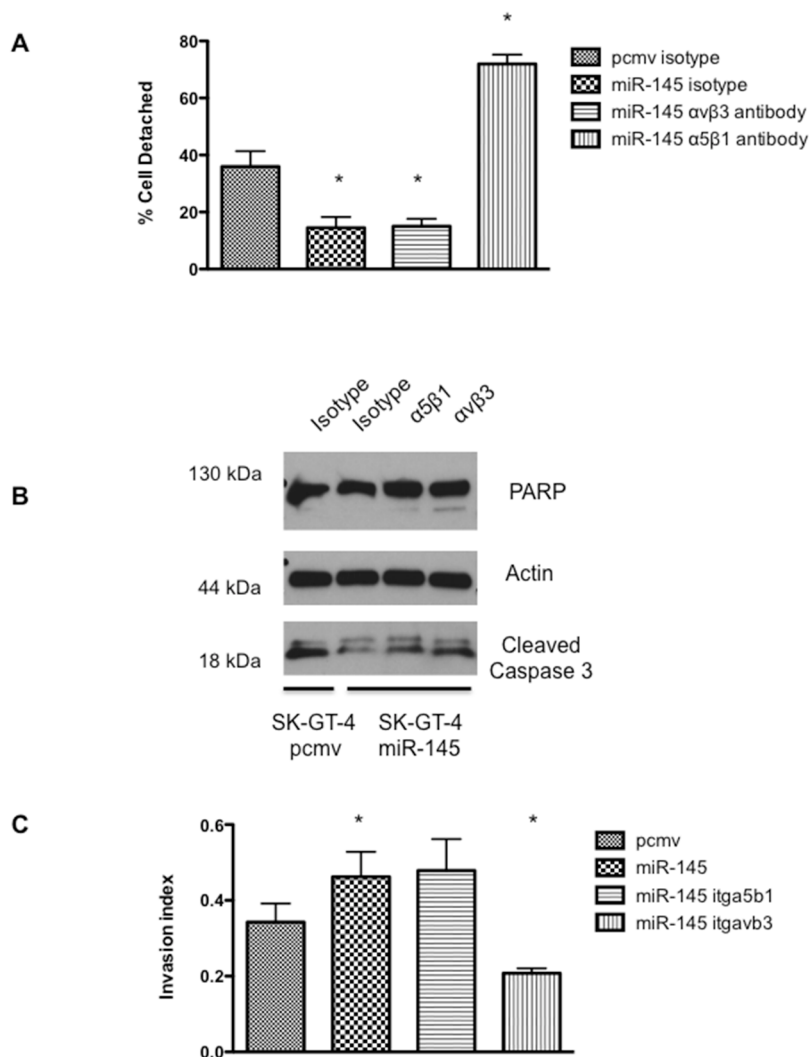 A
% Cell Detached
80
60
40
20
0
*
*
*
pcmv isotype
miR-145 isotype
miR-145 αvβ3 antibody
miR-145 α5β1 antibody
B
Isotype
Isotype
α5β1
αvβ3
130 kDa
PARP
44 kDa
Actin
18 kDa
Cleaved
Caspase 3
SK-GT-4
pcmv
SK-GT-4
miR-145
C
Invasion index
0.6
0.4
0.2
0.0
*
*
pcmv
miR-145
miR-145 itga5b1
miR-145 itgavb3